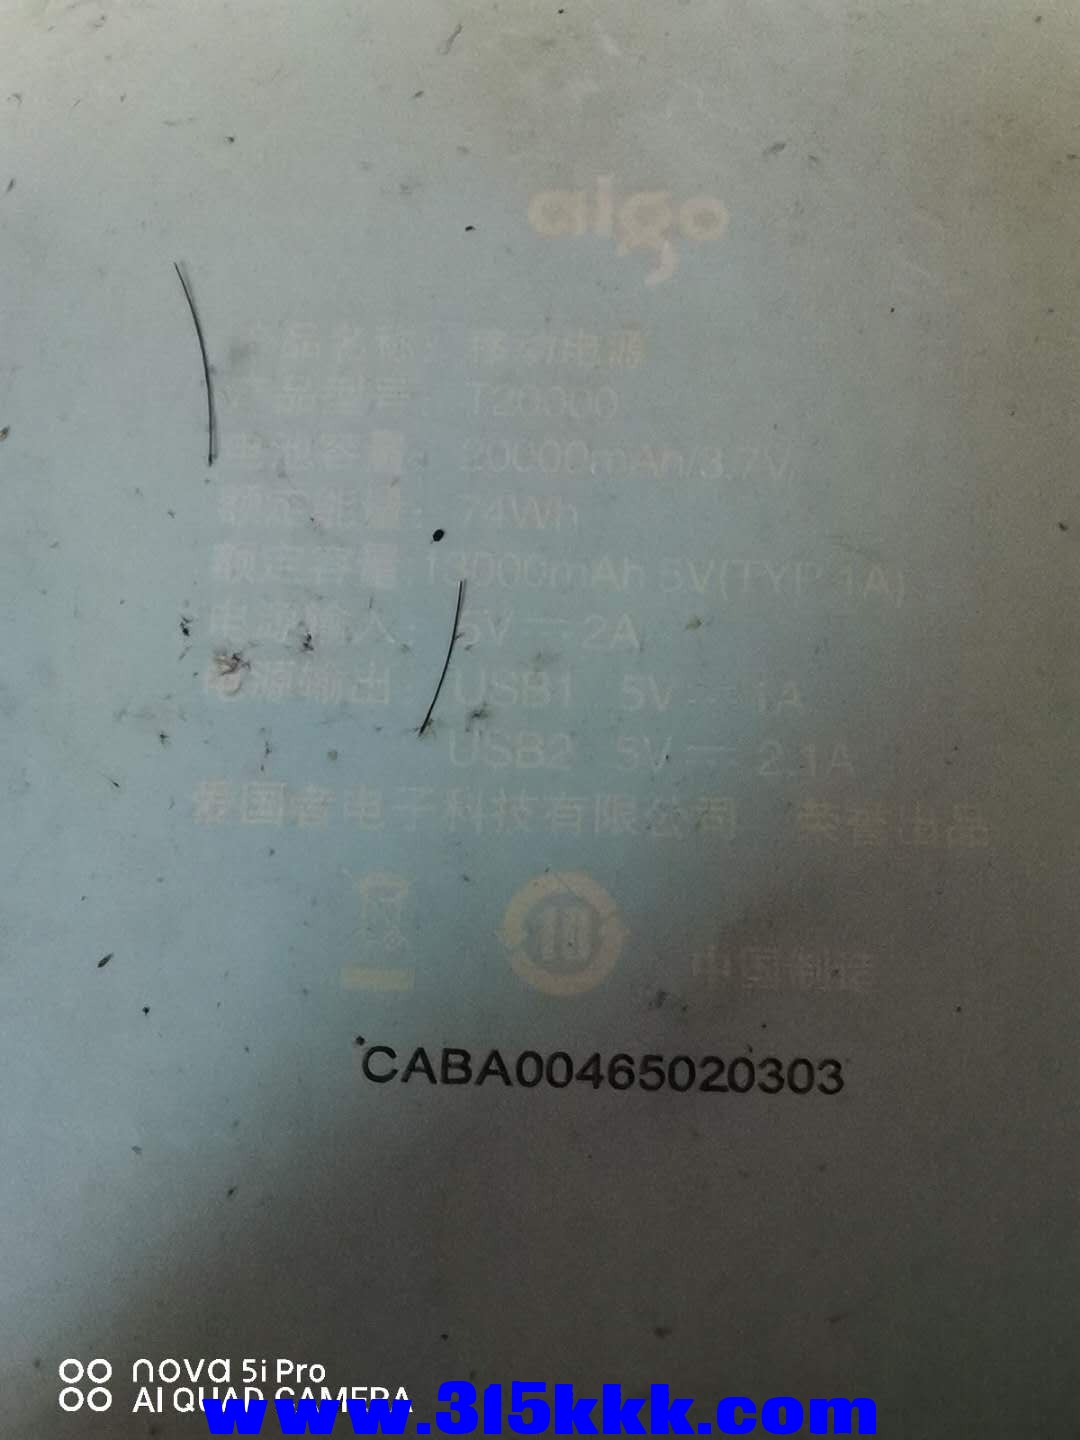 aigo
产品名称： 移动电源
产品型号： T20000
电池容量： 20000mAh/3.7V
额定能量： 74Wh
额定容量：13000mAh 5V(TYP 1A)
电源输入： 5V⎓2A
电源输出： USB1 5V⎓1A
USB2 5V⎓2.1A
爱国者电子科技有限公司 荣誉出品
10
中国制造
CABA00465020303
nova 5i Pro
AI QUAD CAMERA
www.315kkk.com